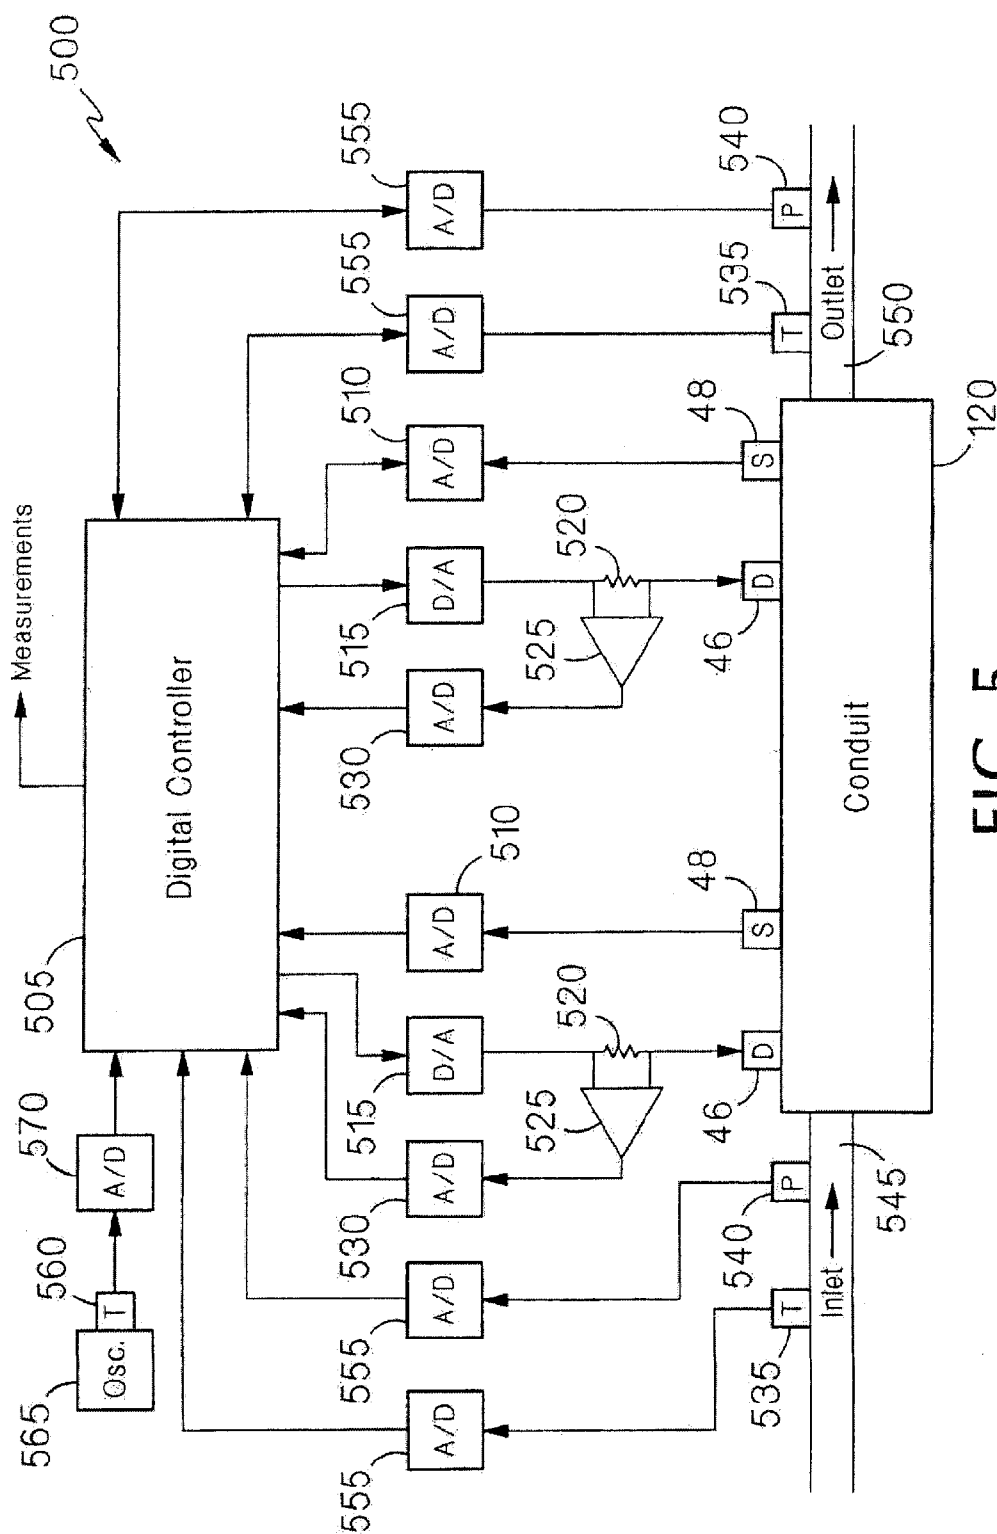 Measurements
500
565
560
570
505
Osc.
T
A/D
Digital Controller
555
555
530
515
530
515
510
555
555
A/D
A/D
A/D
D/A
A/D
A/D
D/A
A/D
A/D
A/D
510
525
520
525
520
46
48
46
48
D
S
D
S
535
540
535
540
T
P
T
P
Inlet
Outlet
Conduit
545
550
120
FIG. 5